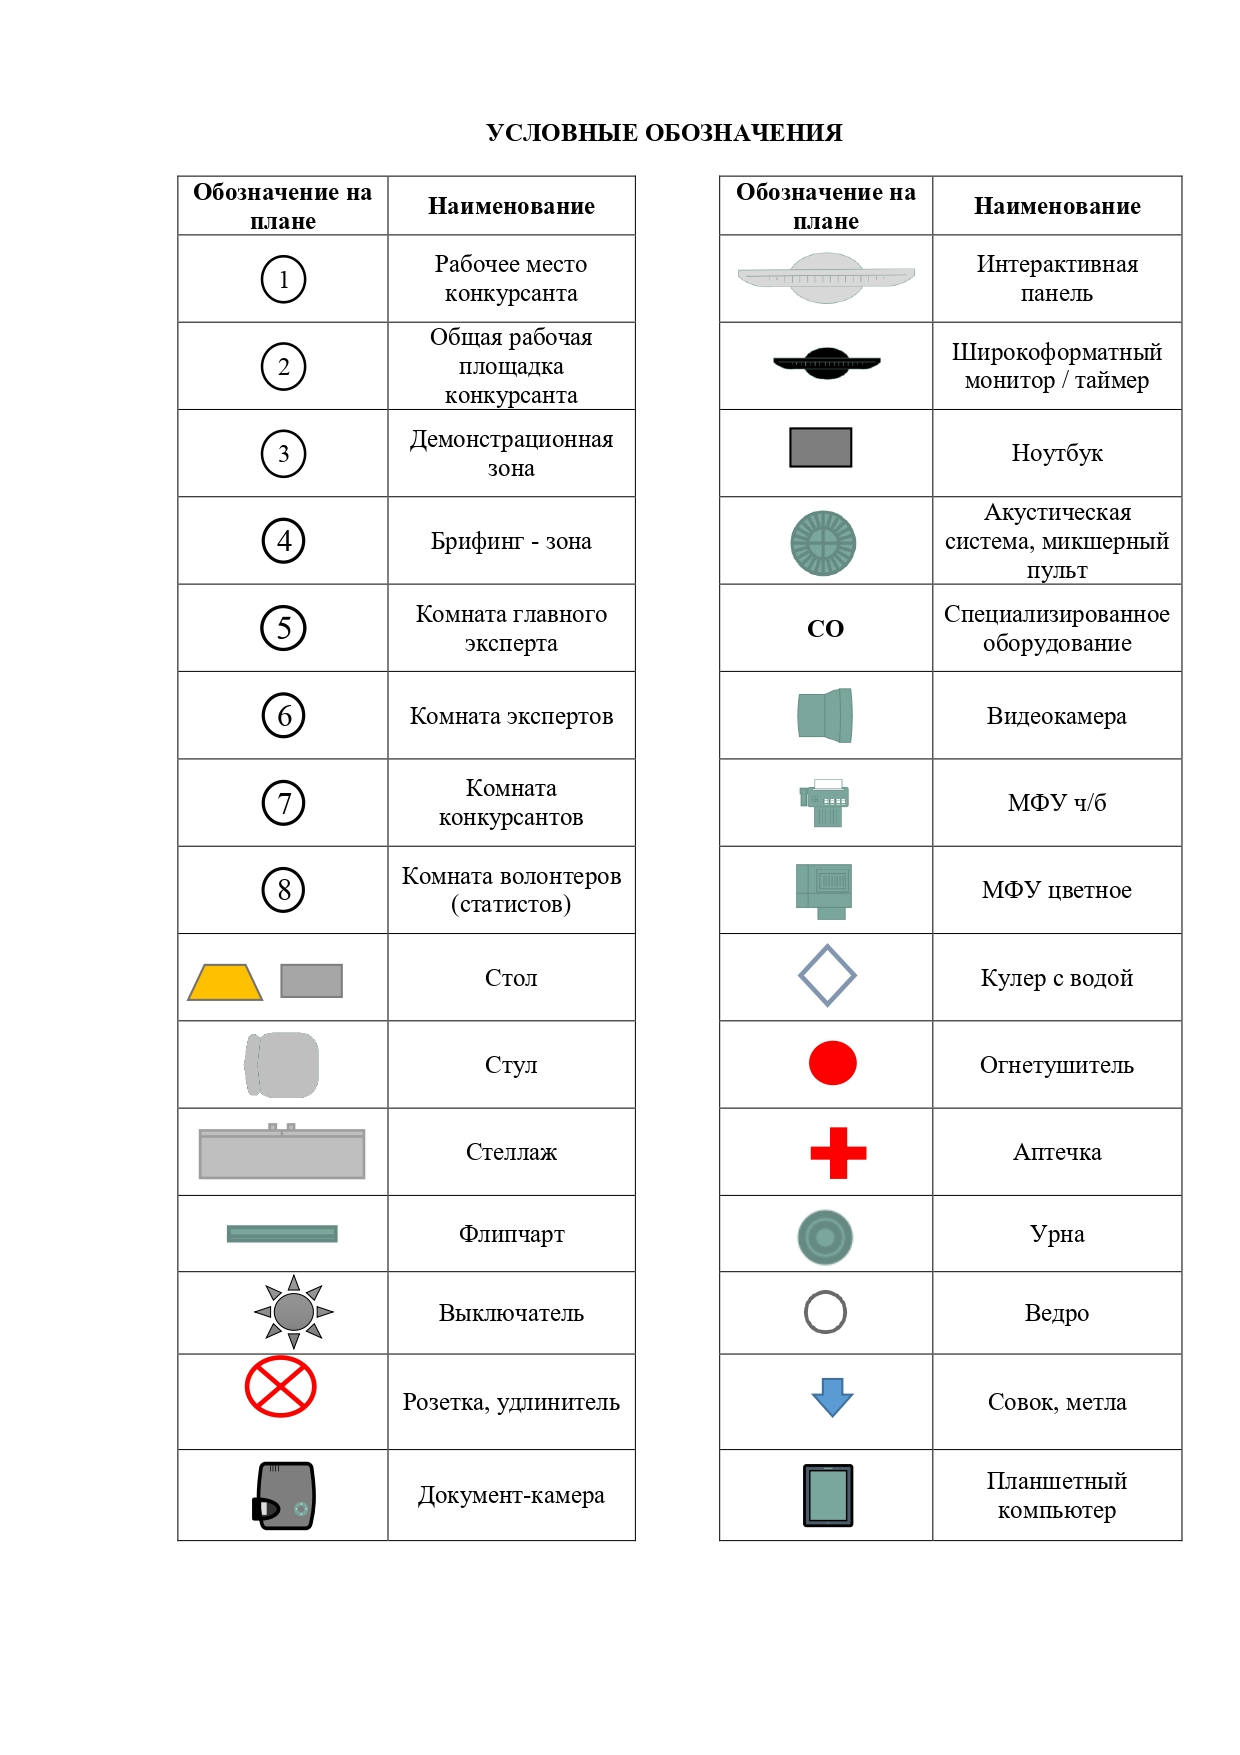 УСЛОВНЫЕ ОБОЗНАЧЕНИЯ
Обозначение на
плане
Наименование
1
Рабочее место
конкурсанта
2
Общая рабочая
площадка
конкурсанта
3
Демонстрационная
зона
4
Брифинг - зона
5
Комната главного
эксперта
6
Комната экспертов
7
Комната
конкурсантов
8
Комната волонтеров
(статистов)
Стол
Стул
Стеллаж
Флипчарт
Выключатель
Розетка, удлинитель
Документ-камера
Обозначение на
плане
Наименование
Интерактивная
панель
Широкоформатный
монитор / таймер
Ноутбук
Акустическая
система, микшерный
пульт
СО
Специализированное
оборудование
Видеокамера
МФУ ч/б
МФУ цветное
Кулер с водой
Огнетушитель
Аптечка
Урна
Ведро
Совок, метла
Планшетный
компьютер